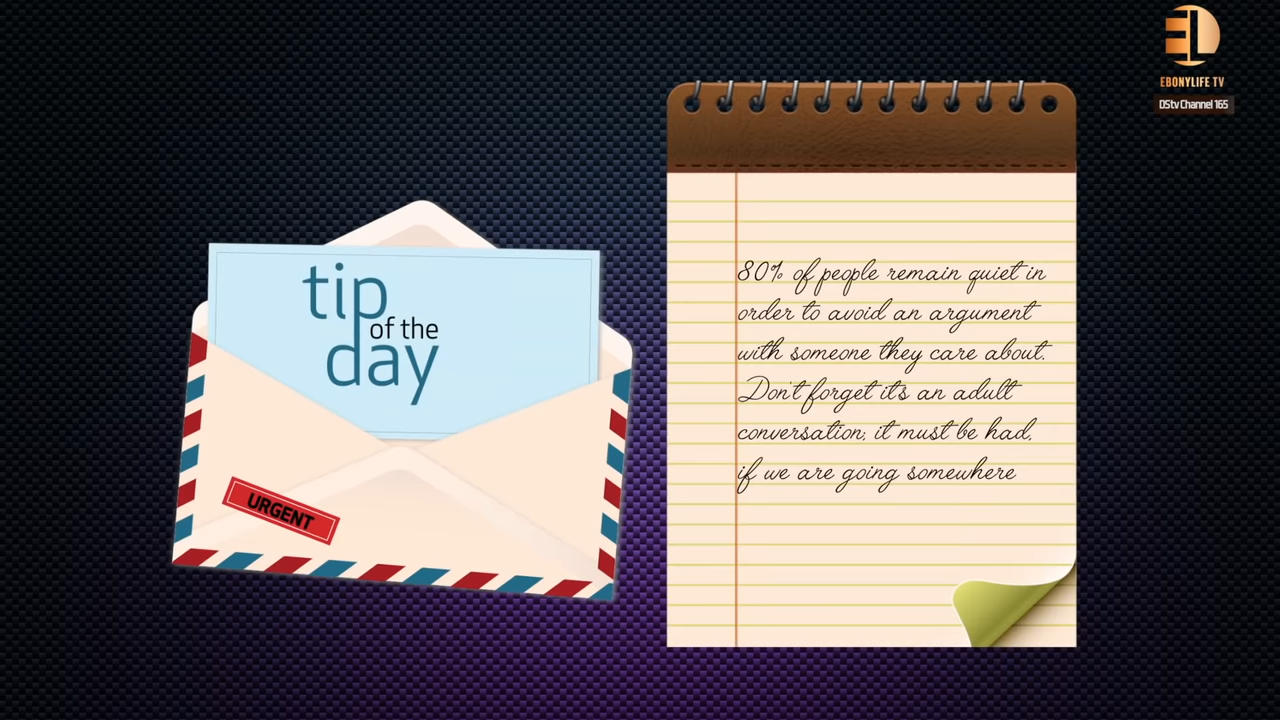 EL
EBONYLIFE TV
DStv Channel 165
tip
of the
day
URGENT
80% of people remain quiet in
order to avoid an argument
with someone they care about.
Don't forget it's an adult
conversation; it must be had,
if we are going somewhere